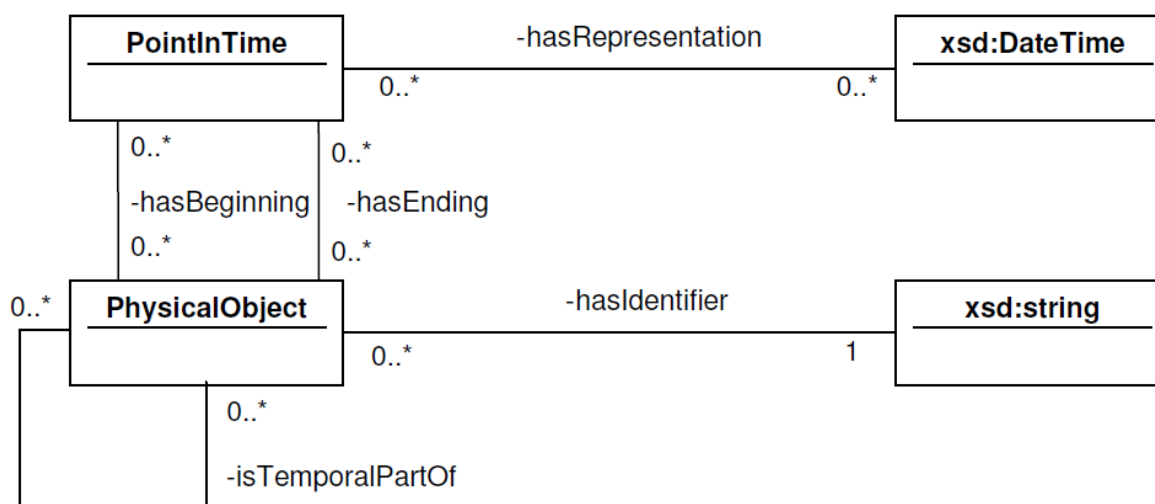 PointInTime
-hasRepresentation
xsd:DateTime
0..*
0..*
0..*
0..*
-hasBeginning
-hasEnding
0..*
0..*
0..*
PhysicalObject
-hasIdentifier
xsd:string
0..*
1
0..*
-isTemporalPartOf